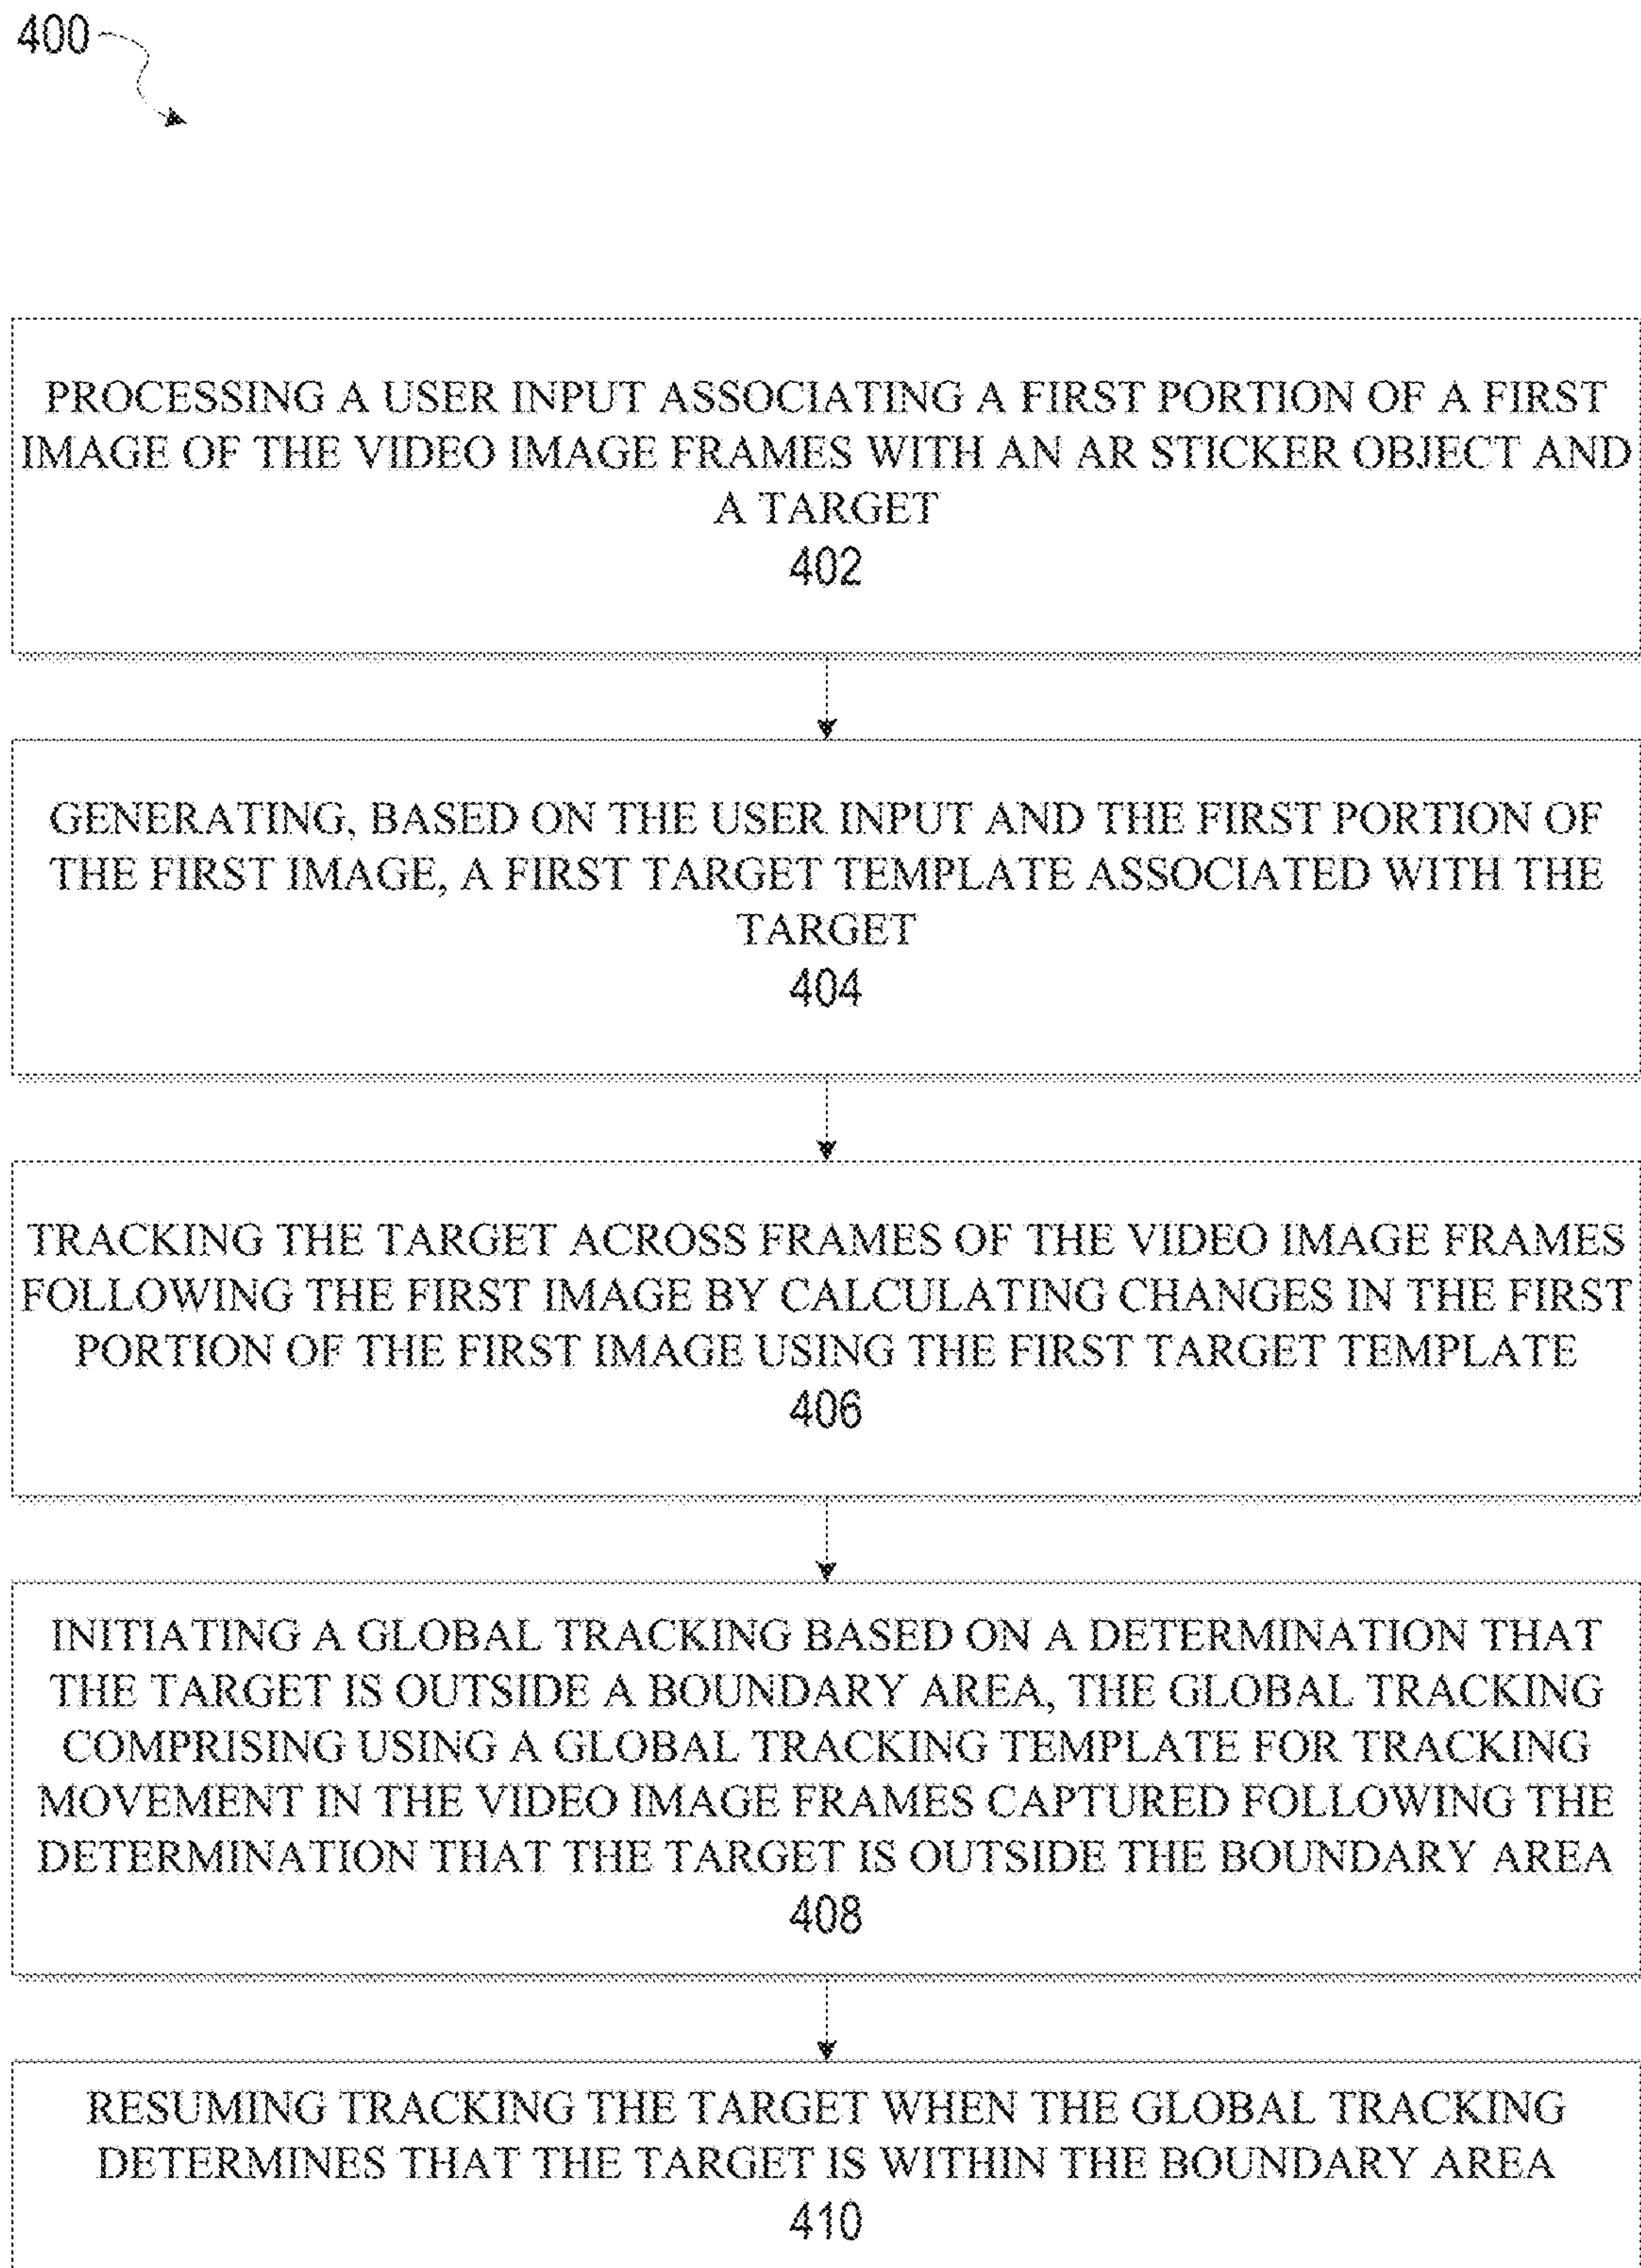 400
PROCESSING A USER INPUT ASSOCIATING A FIRST PORTION OF A FIRST
IMAGE OF THE VIDEO IMAGE FRAMES WITH AN AR STICKER OBJECT AND
A TARGET
402
GENERATING, BASED ON THE USER INPUT AND THE FIRST PORTION OF
THE FIRST IMAGE, A FIRST TARGET TEMPLATE ASSOCIATED WITH THE
TARGET
404
TRACKING THE TARGET ACROSS FRAMES OF THE VIDEO IMAGE FRAMES
FOLLOWING THE FIRST IMAGE BY CALCULATING CHANGES IN THE FIRST
PORTION OF THE FIRST IMAGE USING THE FIRST TARGET TEMPLATE
406
INITIATING A GLOBAL TRACKING BASED ON A DETERMINATION THAT
THE TARGET IS OUTSIDE A BOUNDARY AREA, THE GLOBAL TRACKING
COMPRISING USING A GLOBAL TRACKING TEMPLATE FOR TRACKING
MOVEMENT IN THE VIDEO IMAGE FRAMES CAPTURED FOLLOWING THE
DETERMINATION THAT THE TARGET IS OUTSIDE THE BOUNDARY AREA
408
RESUMING TRACKING THE TARGET WHEN THE GLOBAL TRACKING
DETERMINES THAT THE TARGET IS WITHIN THE BOUNDARY AREA
410